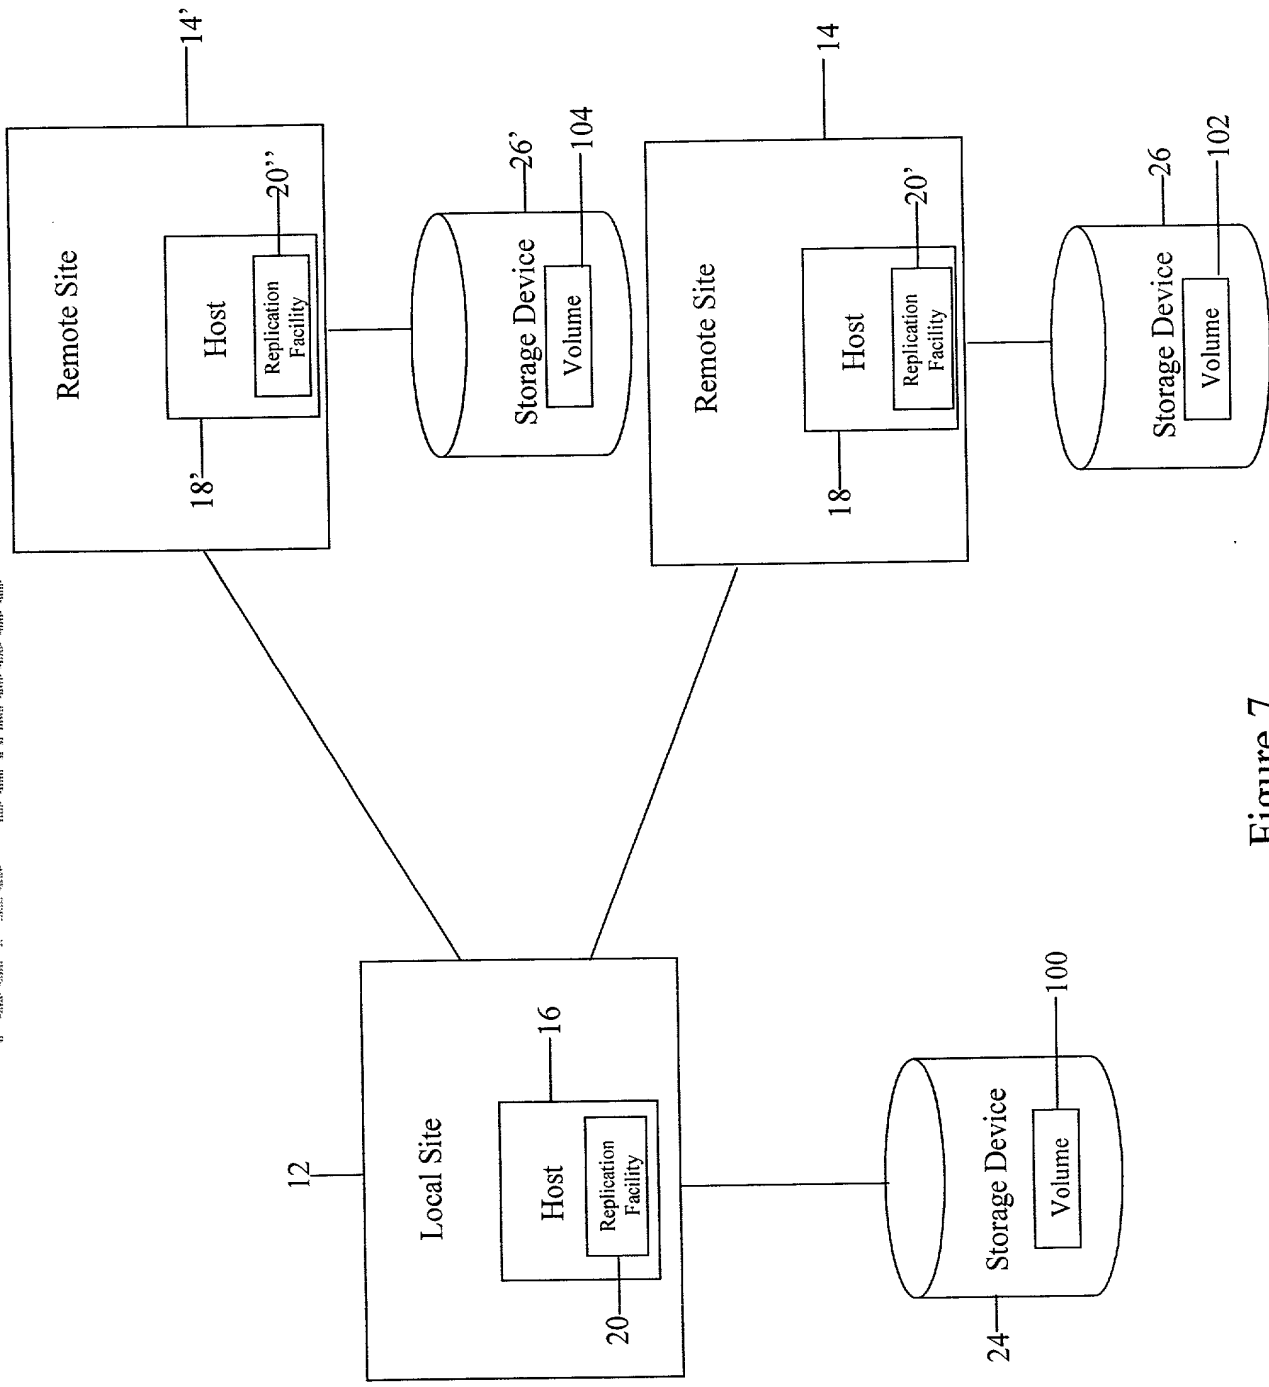 12
Local Site
Host
16
Replication
Facility
20
Storage Device
24
Volume
100
Remote Site
14'
Host
18'
Replication
Facility
20''
Storage Device
26'
Volume
104
Remote Site
14
Host
18
Replication
Facility
20'
Storage Device
26
Volume
102
Figure 7